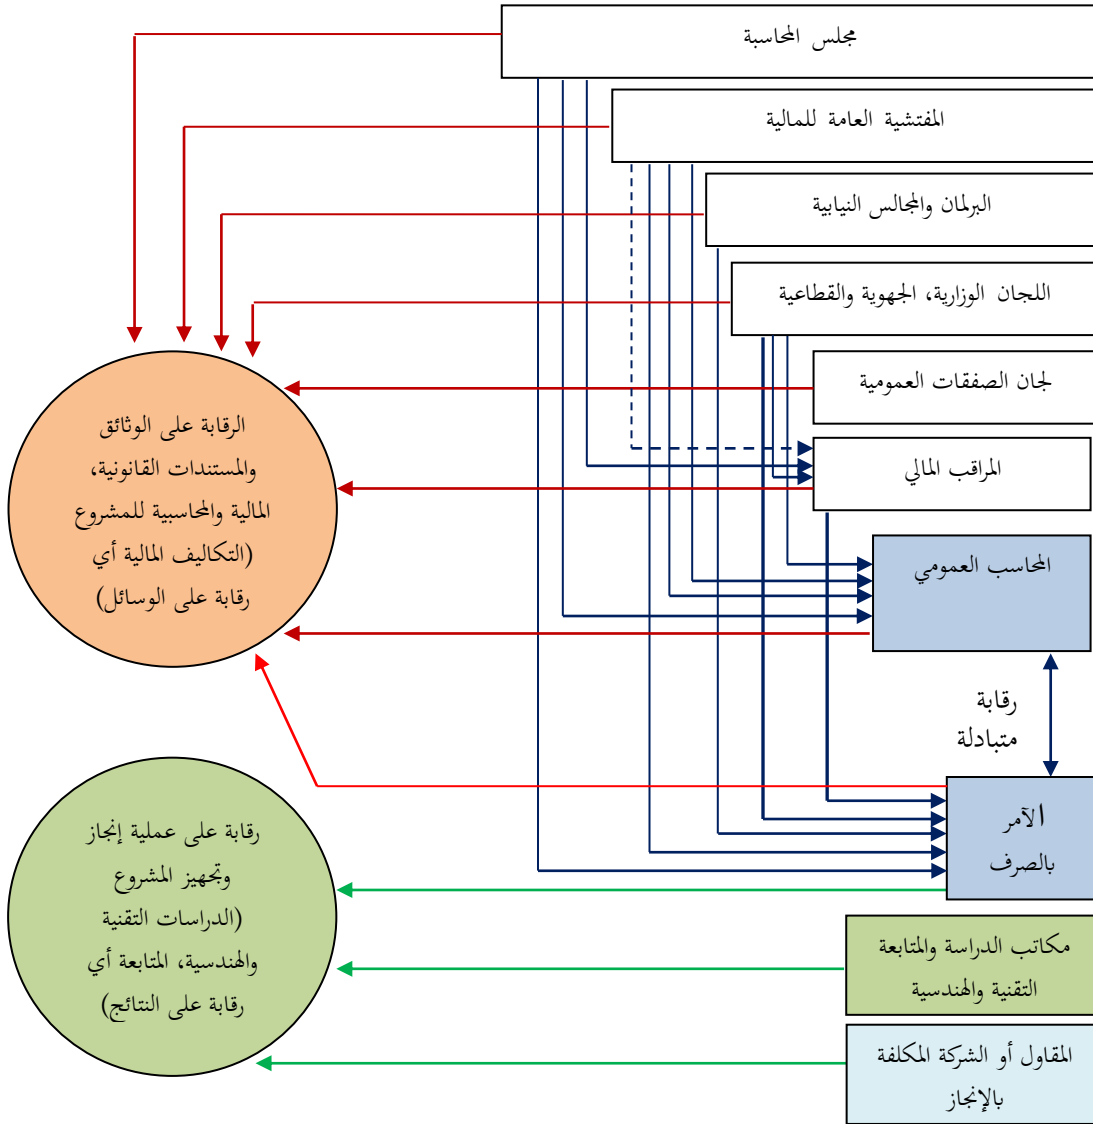 مجلس المحاسبة
المفتشية العامة للمالية
البرلمان والمجالس النيابية
اللجان الوزارية، الجهوية والقطاعية
لجان الصفقات العمومية
المراقب المالي
المحاسب العمومي
رقابة
متبادلة
الآمر
بالصرف
مكاتب الدراسة والمتابعة
التقنية والهندسية
المقاول أو الشركة المكلفة
بالإنجاز
الرقابة على الوثائق
والمستندات القانونية،
المالية والمحاسبية للمشروع
(التكاليف المالية أي
رقابة على الوسائل)
رقابة على عملية إنجاز
وتجهيز المشروع
(الدراسات التقنية
والهندسية، المتابعة أي
رقابة على النتائج)